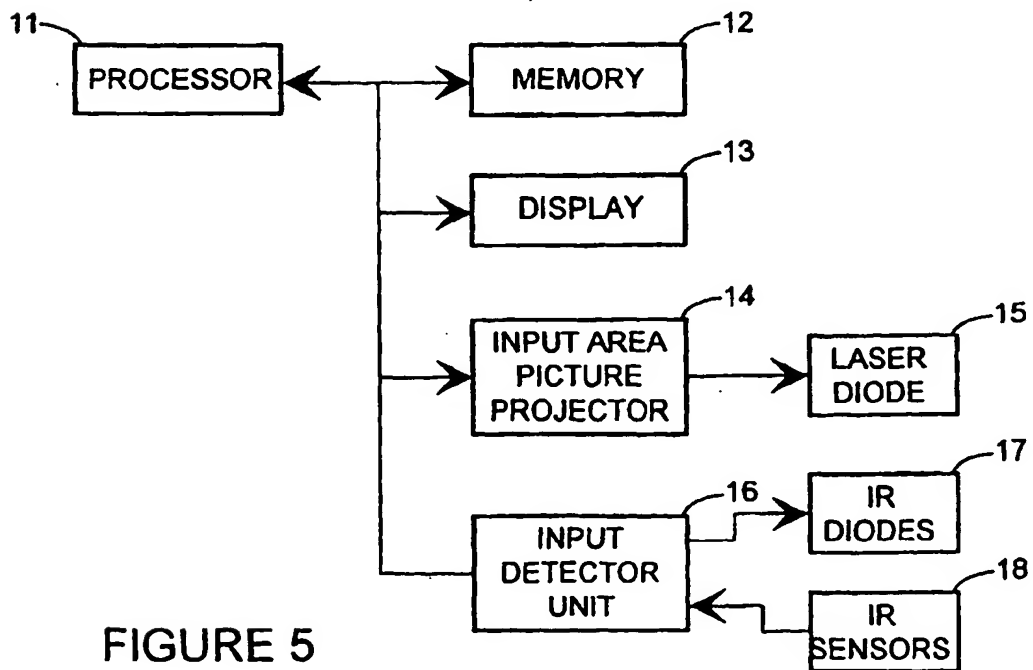 11
PROCESSOR
12
MEMORY
13
DISPLAY
14
INPUT AREA
PICTURE
PROJECTOR
15
LASER
DIODE
16
INPUT
DETECTOR
UNIT
17
IR
DIODES
18
IR
SENSORS
FIGURE 5